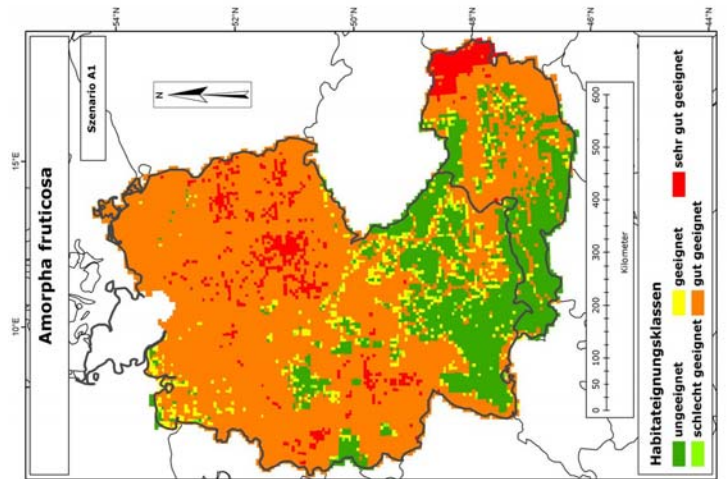 Amorpha fruticosa
Szenario A1
N
10°E
15°E
54°N
52°N
50°N
48°N
46°N
44°N
0 50 100 200 300 400 500 600
Kilometer
Habitateignungsklassen
ungeeignet
schlecht geeignet
geeignet
gut geeignet
sehr gut geeignet